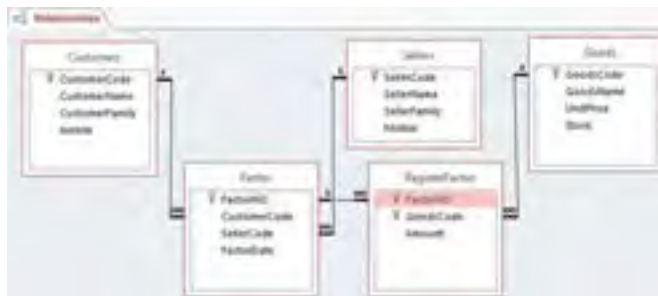 Relationships
Customers
CustomerCode
CustomerName
CustomerFamily
Mobile
Sellers
SellerCode
SellerName
SellerFamily
Mobile
Goods
GoodsCode
GoodsName
UnitPrice
Stock
Factor
FactorNO
CustomerCode
SellerCode
FactorDate
RegisterFactor
FactorNO
GoodsCode
Amount